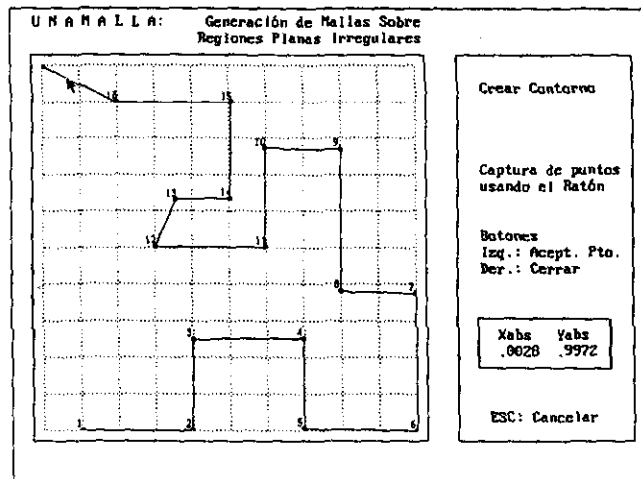 U N A M A L L A: Generación de Mallas Sobre
Regiones Planas Irregulares
Crear Contorno
Captura de puntos
usando el Ratón
Botones
Izq.: Acept. Pto.
Der.: Cerrar
Xabs Yabs
.0028 .9972
ESC: Cancelar
16 15
10 9
13 14
12 11
8 7
3 4
1 2 5 6